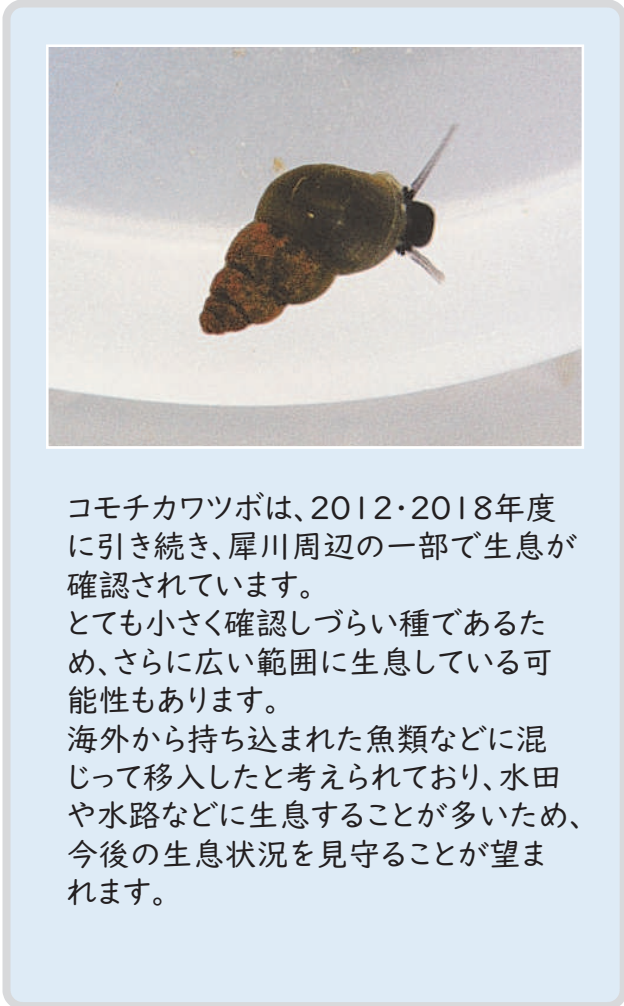 コモチカワツボは、2012・2018年度
に引き続き、犀川周辺の一部で生息が
確認されています。
とても小さく確認しづらい種であるた
め、さらに広い範囲に生息している可
能性もあります。
海外から持ち込まれた魚類などに混
じって移入したと考えられており、水田
や水路などに生息することが多いため、
今後の生息状況を見守ることが望ま
れます。